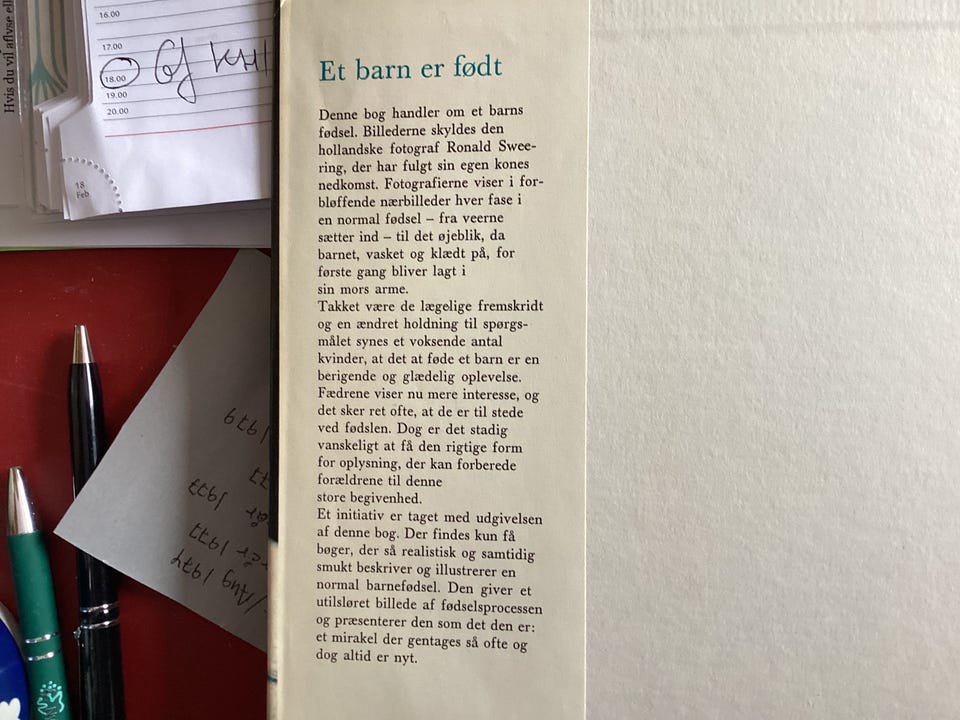 Hvis du vil aflyse
16.00
17.00
18.00
19.00
20.00
18
Feb
1979
1977
1977
1974
Et barn er født
Denne bog handler om et barns
fødsel. Billederne skyldes den
hollandske fotograf Ronald Swee-
ring, der har fulgt sin egen kones
nedkomst. Fotografierne viser i for-
bløffende nærbilleder hver fase i
en normal fødsel – fra veerne
sætter ind – til det øjeblik, da
barnet, vasket og klædt på, for
første gang bliver lagt i
sin mors arme.
Takket være de lægelige fremskridt
og en ændret holdning til spørgs-
målet synes et voksende antal
kvinder, at det at føde et barn er en
berigende og glædelig oplevelse.
Fædrene viser nu mere interesse, og
det sker ret ofte, at de er til stede
ved fødslen. Dog er det stadig
vanskeligt at få den rigtige form
for oplysning, der kan forberede
forældrene til denne
store begivenhed.
Et initiativ er taget med udgivelsen
af denne bog. Der findes kun få
bøger, der så realistisk og samtidig
smukt beskriver og illustrerer en
normal barnefødsel. Den giver et
utilsløret billede af fødselsprocessen
og præsenterer den som det den er:
et mirakel der gentages så ofte og
dog altid er nyt.